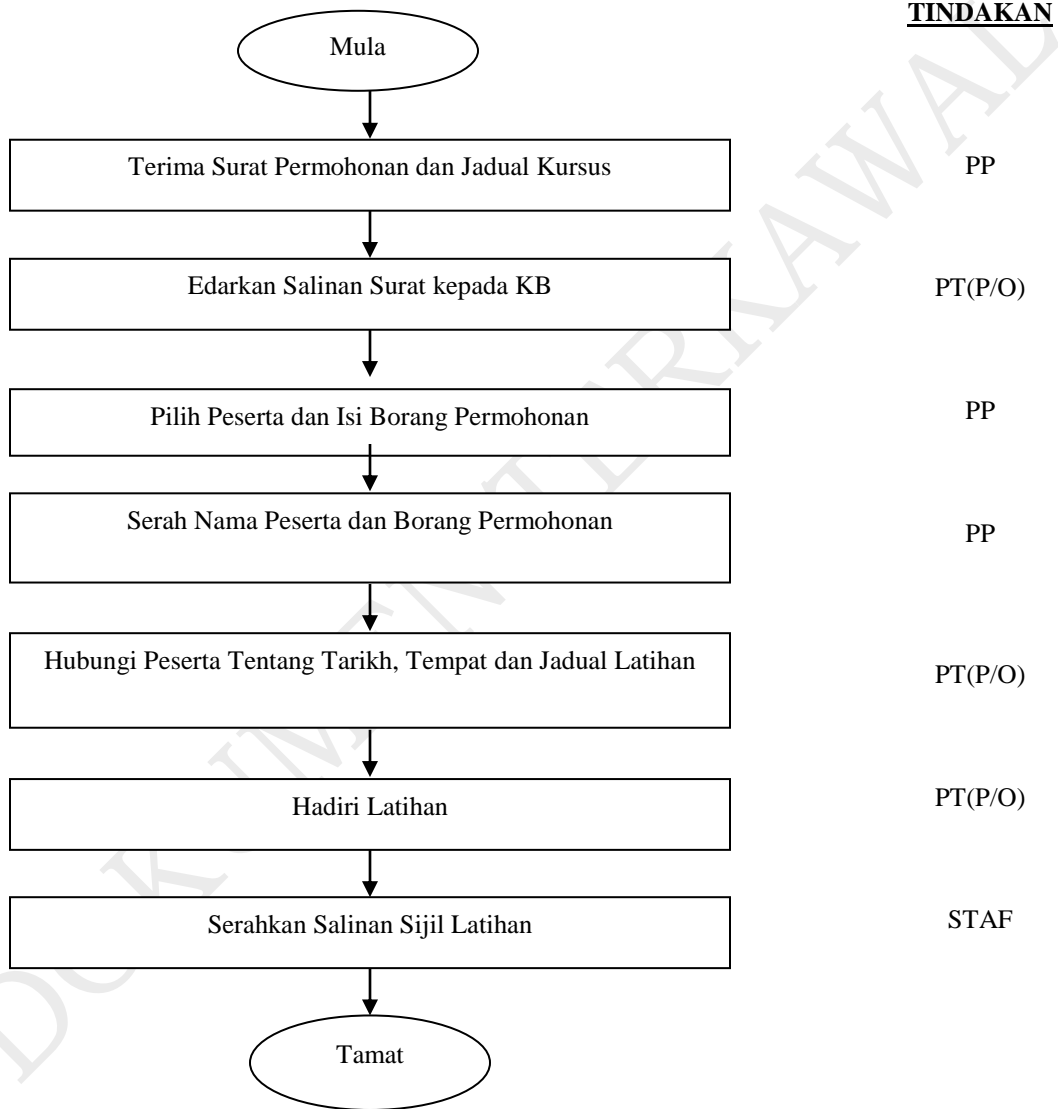 TINDAKAN
Mula
Terima Surat Permohonan dan Jadual Kursus
PP
Edarkan Salinan Surat kepada KB
PT(P/O)
Pilih Peserta dan Isi Borang Permohonan
PP
Serah Nama Peserta dan Borang Permohonan
PP
Hubungi Peserta Tentang Tarikh, Tempat dan Jadual Latihan
PT(P/O)
Hadiri Latihan
PT(P/O)
Serahkan Salinan Sijil Latihan
STAF
Tamat